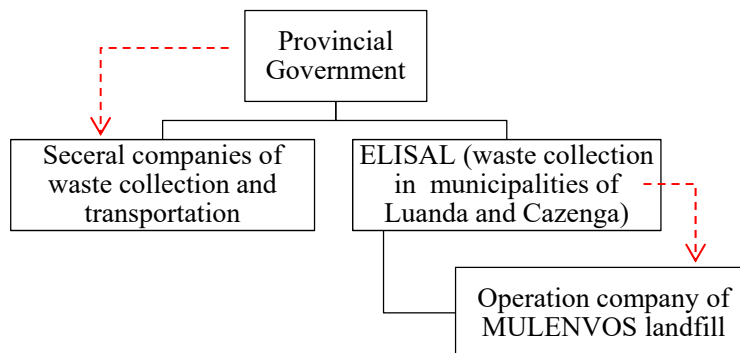 Provincial
Government
Seceral companies of
waste collection and
transportation
ELISAL (waste collection
in municipalities of
Luanda and Cazenga)
Operation company of
MULENVOS landfill